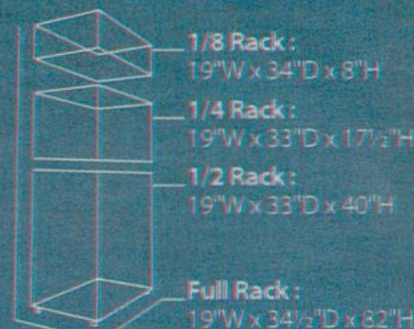 1/8 Rack :
19"W x 34"D x 8"H
1/4 Rack :
19"W x 33"D x 17½"H
1/2 Rack :
19"W x 33"D x 40"H
Full Rack :
19"W x 34½"D x 82"H